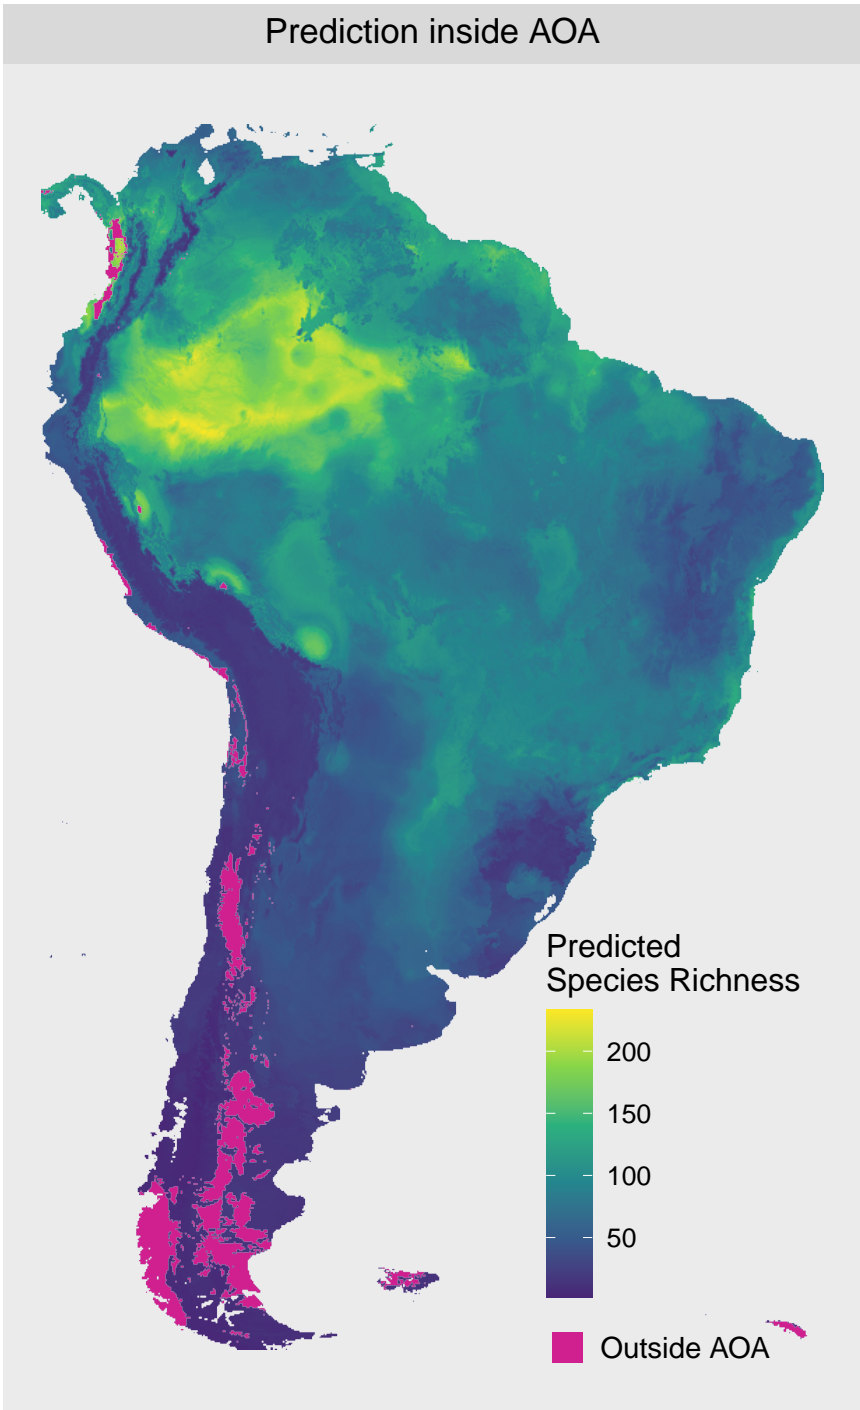 Prediction inside AOA
Predicted
Species Richness
200
150
100
50
Outside AOA